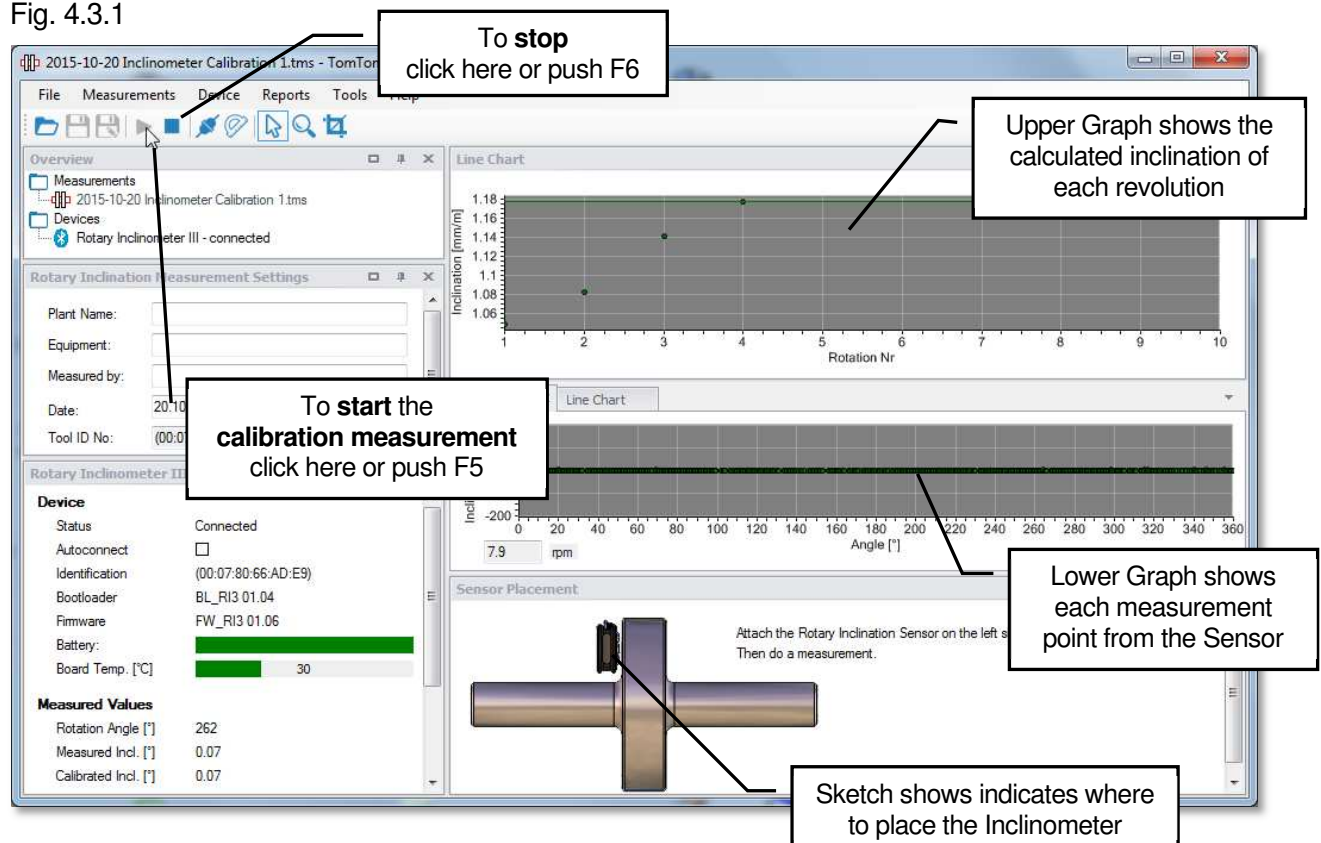 Fig. 4.3.1
To stop
click here or push F6
2015-10-20 Inclinometer Calibration 1.tms - TomTom
File Measurements Device Reports Tools Help
Upper Graph shows the
calculated inclination of
each revolution
Overview
Measurements
2015-10-20 Inclinometer Calibration 1.tms
Devices
Rotary Inclinometer III - connected
Rotary Inclination Measurement Settings
Plant Name:
Equipment:
Measured by:
Date: 20.10
Tool ID No: (00:07
To start the
calibration measurement
click here or push F5
Rotary Inclinometer III
Device
Status Connected
Autoconnect
Identification (00:07:80:66:AD:E9)
Bootloader BL_RI3 01.04
Firmware FW_RI3 01.06
Battery:
Board Temp. [°C] 30
Measured Values
Rotation Angle [°] 262
Measured Incl. [°] 0.07
Calibrated Incl. [°] 0.07
Line Chart
Inclination [mm/m]
1.18
1.16
1.14
1.12
1.1
1.08
1.06
1 2 3 4 5 6 7 8 9 10
Rotation Nr
Line Chart
Incli
-200
0 20 40 60 80 100 120 140 160 180 200 220 240 260 280 300 320 340 360
Angle [°]
7.9 rpm
Lower Graph shows
each measurement
point from the Sensor
Sensor Placement
Attach the Rotary Inclination Sensor on the left s
Then do a measurement.
Sketch shows indicates where
to place the Inclinometer